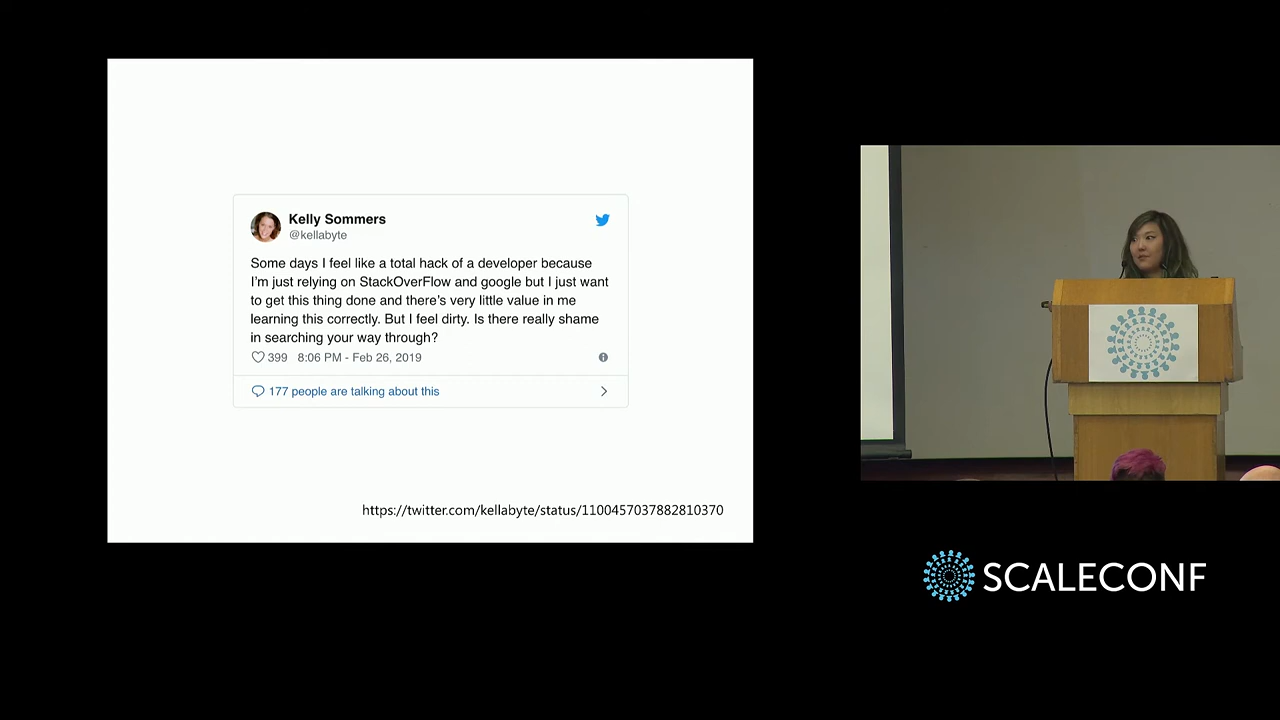 Kelly Sommers
@kellabyte
Some days I feel like a total hack of a developer because
I'm just relying on StackOverFlow and google but I just want
to get this thing done and there's very little value in me
learning this correctly. But I feel dirty. Is there really shame
in searching your way through?
399 8:06 PM - Feb 26, 2019
177 people are talking about this
https://twitter.com/kellabyte/status/1100457037882810370
SCALECONF